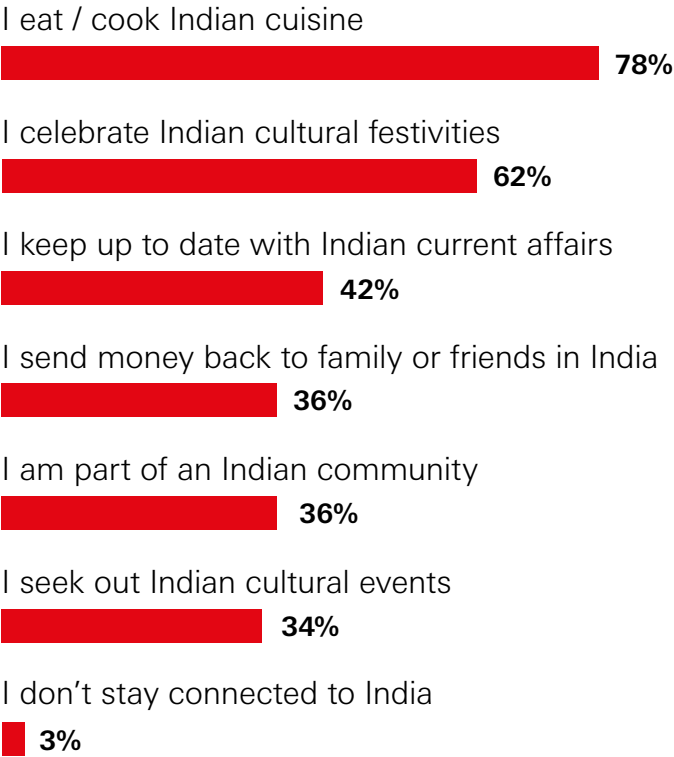 I eat / cook Indian cuisine
78%
I celebrate Indian cultural festivities
62%
I keep up to date with Indian current affairs
42%
I send money back to family or friends in India
36%
I am part of an Indian community
36%
I seek out Indian cultural events
34%
I don’t stay connected to India
3%